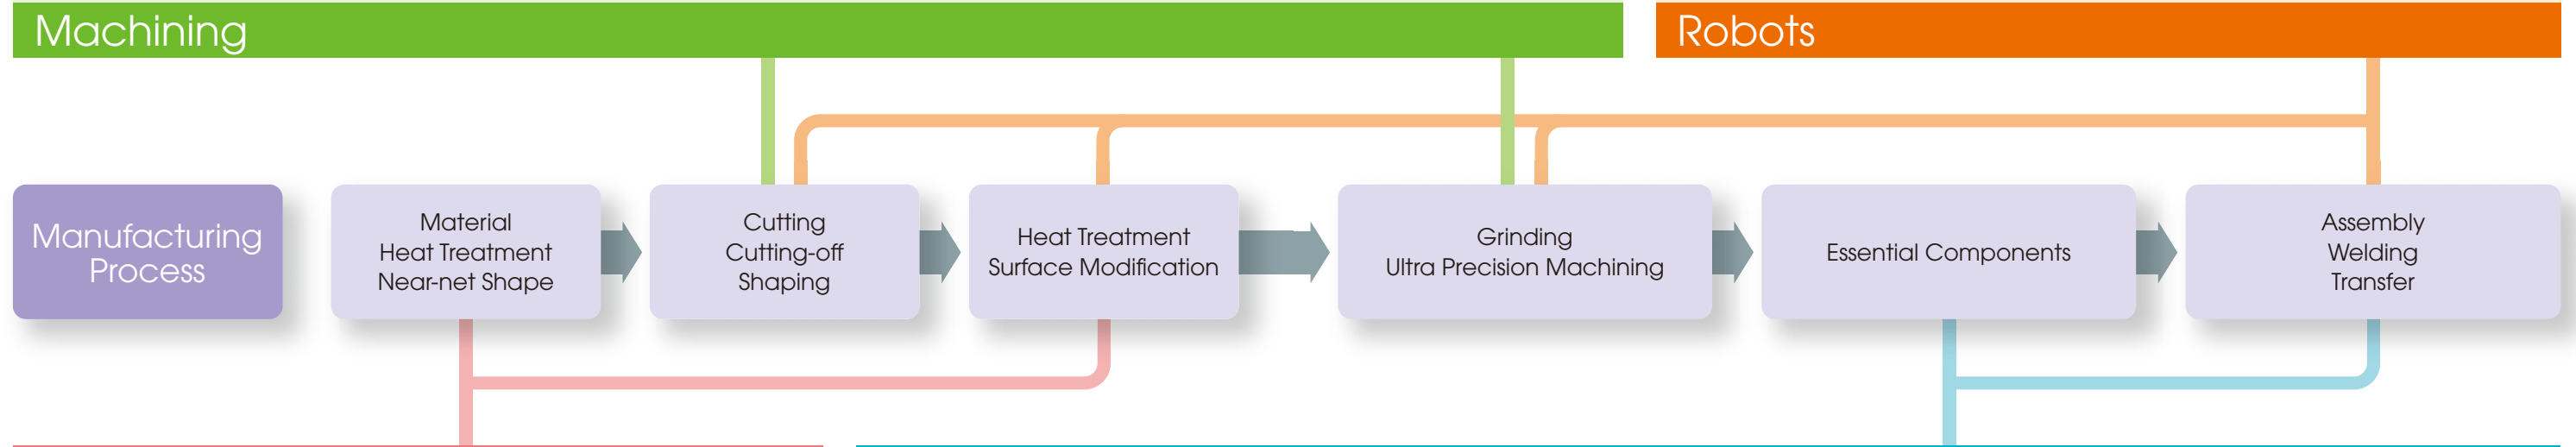 Machining
Robots
Manufacturing
Process
Material
Heat Treatment
Near-net Shape
Cutting
Cutting-off
Shaping
Heat Treatment
Surface Modification
Grinding
Ultra Precision Machining
Essential Components
Assembly
Welding
Transfer